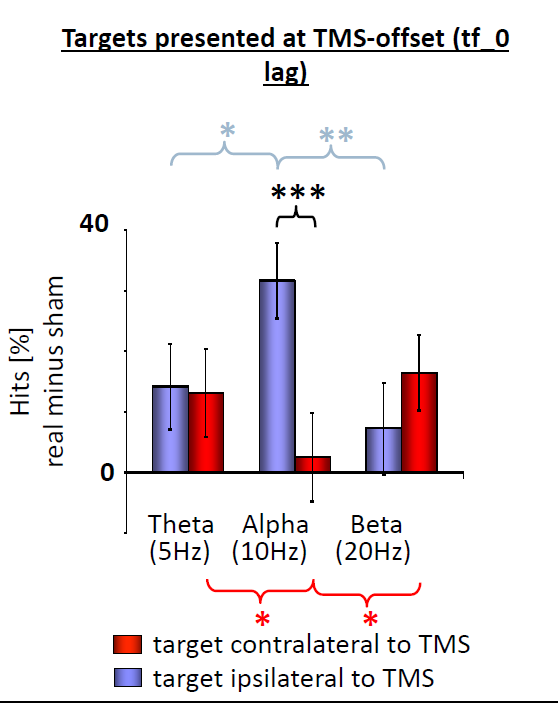 Targets presented at TMS-offset (tf_0
lag)
* **
***
40
Hits [%]
real minus sham
0
Theta Alpha Beta
(5Hz) (10Hz) (20Hz)
* *
target contralateral to TMS
target ipsilateral to TMS